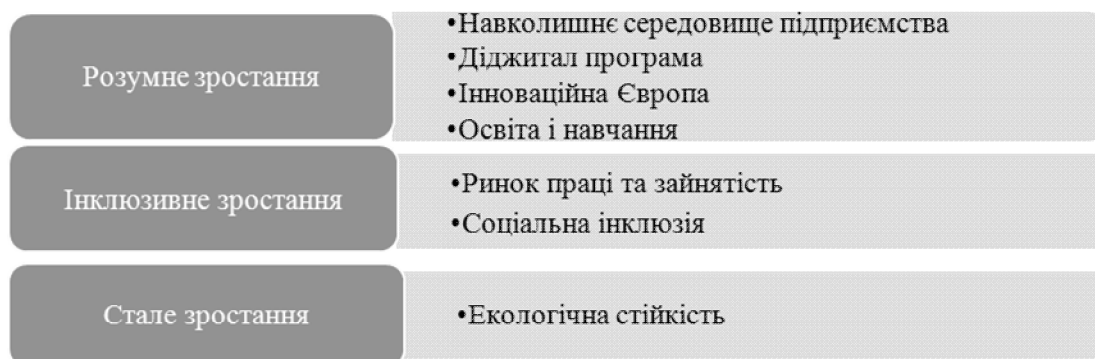 Розумне зростання
•Навколишнє середовище підприємства
•Діджитал програма
•Інноваційна Європа
•Освіта і навчання
Інклюзивне зростання
•Ринок праці та зайнятість
•Соціальна інклюзія
Стале зростання
•Екологічна стійкість